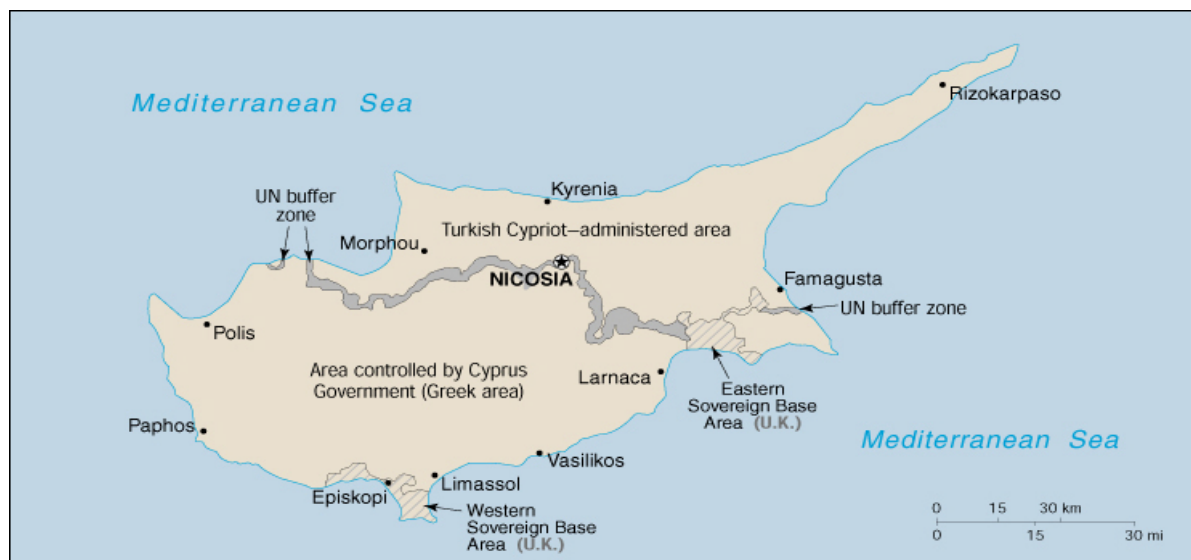 Mediterranean Sea
Rizokarpaso
UN buffer
zone
Kyrenia
Turkish Cypriot–administered area
Morphou
NICOSIA
Famagusta
UN buffer zone
Polis
Area controlled by Cyprus
Government (Greek area)
Larnaca
Eastern
Sovereign Base
Area (U.K.)
Paphos
Mediterranean Sea
Vasilikos
Episkopi
Limassol
Western
Sovereign Base
Area (U.K.)
0 15 30 km
0 15 30 mi